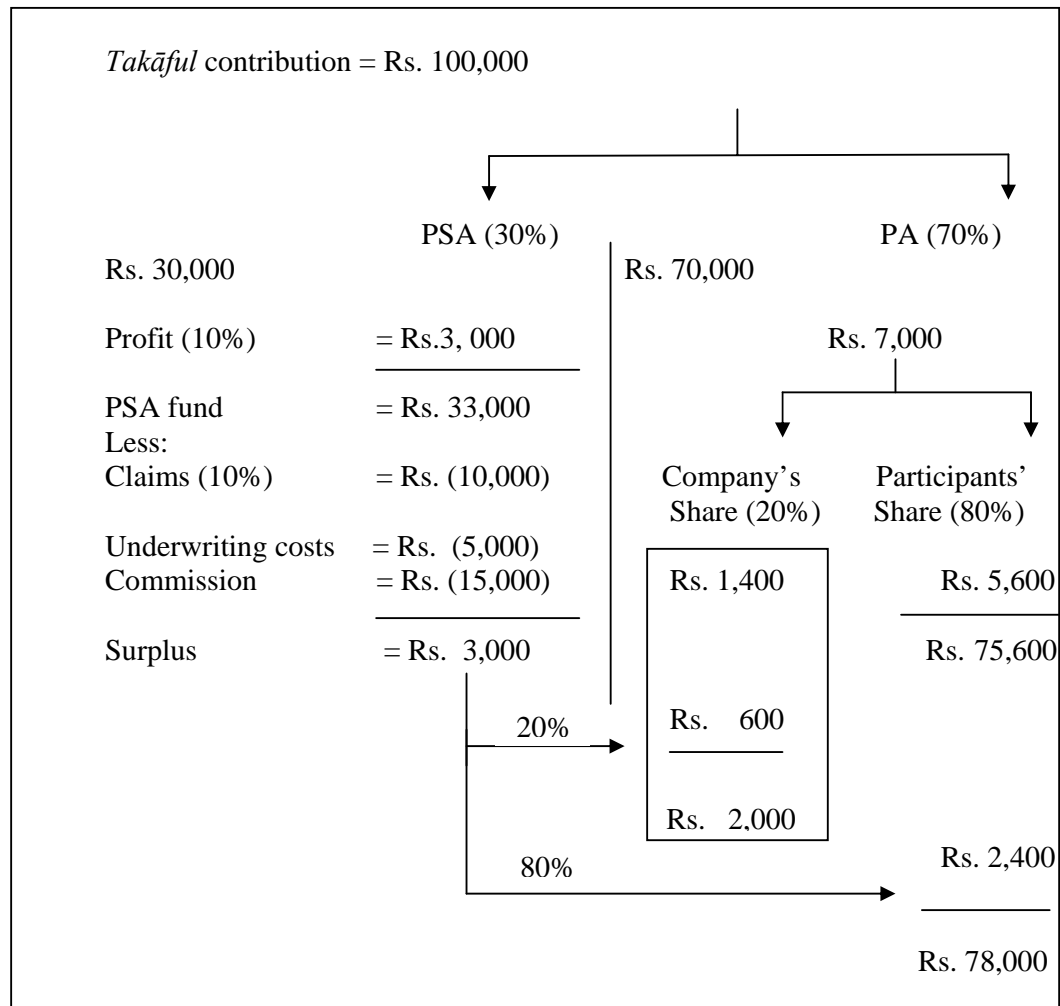 Takāful contribution = Rs. 100,000
PSA (30%) PA (70%)
Rs. 30,000 Rs. 70,000
Profit (10%) = Rs.3, 000 Rs. 7,000
PSA fund = Rs. 33,000
Less:
Claims (10%) = Rs. (10,000) Company’s Participants’
Share (20%) Share (80%)
Underwriting costs = Rs. (5,000)
Commission = Rs. (15,000) Rs. 1,400 Rs. 5,600
Surplus = Rs. 3,000 Rs. 75,600
20% Rs. 600
Rs. 2,000
80% Rs. 2,400
Rs. 78,000